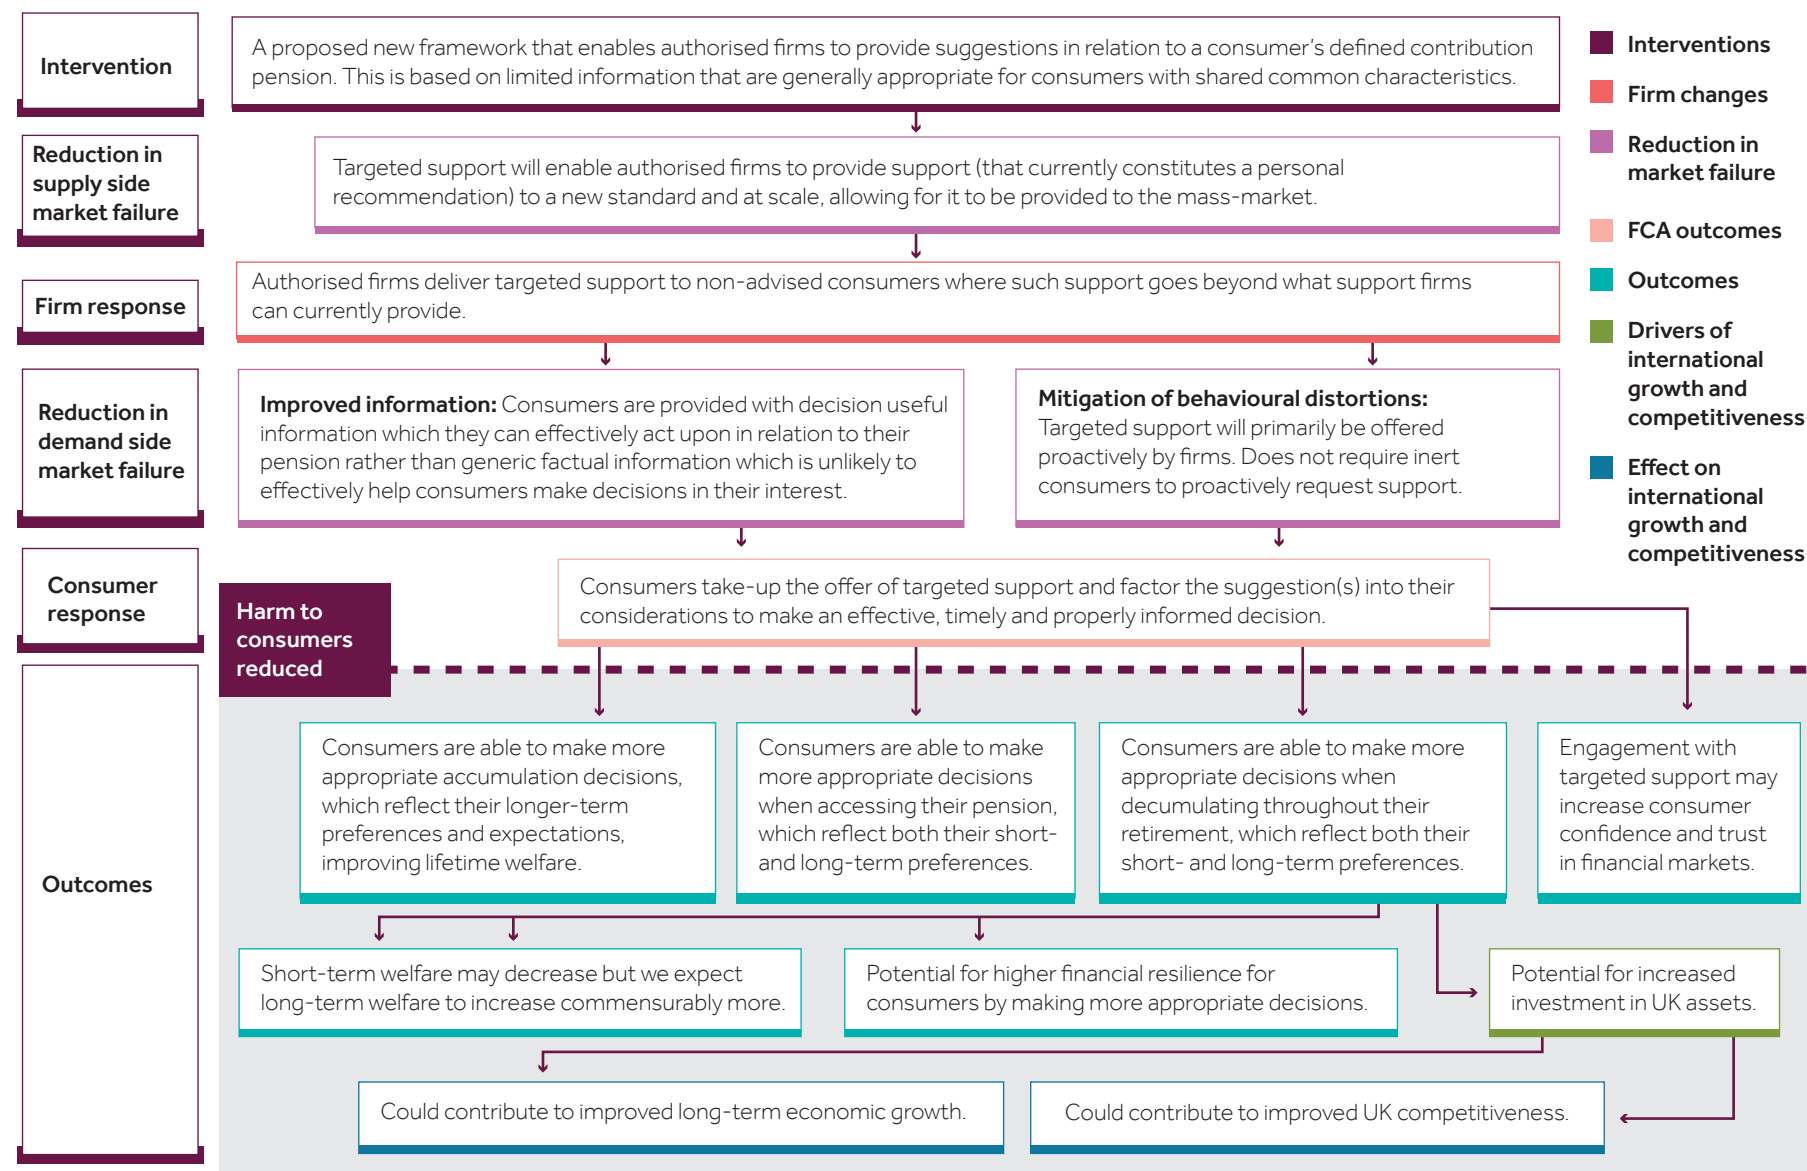 Intervention
A proposed new framework that enables authorised firms to provide suggestions in relation to a consumer's defined contribution
pension. This is based on limited information that are generally appropriate for consumers with shared common characteristics.
Reduction in
supply side
market failure
Targeted support will enable authorised firms to provide support (that currently constitutes a personal
recommendation) to a new standard and at scale, allowing for it to be provided to the mass-market.
Firm response
Authorised firms deliver targeted support to non-advised consumers where such support goes beyond what support firms
can currently provide.
Reduction in
demand side
market failure
Improved information: Consumers are provided with decision useful
information which they can effectively act upon in relation to their
pension rather than generic factual information which is unlikely to
effectively help consumers make decisions in their interest.
Mitigation of behavioural distortions:
Targeted support will primarily be offered
proactively by firms. Does not require inert
consumers to proactively request support.
Consumer
response
Consumers take-up the offer of targeted support and factor the suggestion(s) into their
considerations to make an effective, timely and properly informed decision.
Harm to
consumers
reduced
Outcomes
Consumers are able to make more
appropriate accumulation decisions,
which reflect their longer-term
preferences and expectations,
improving lifetime welfare.
Consumers are able to make
more appropriate decisions
when accessing their pension,
which reflect both their short-
and long-term preferences.
Consumers are able to make more
appropriate decisions when
decumulating throughout their
retirement, which reflect both their
short- and long-term preferences.
Engagement with
targeted support may
increase consumer
confidence and trust
in financial markets.
Short-term welfare may decrease but we expect
long-term welfare to increase commensurably more.
Potential for higher financial resilience for
consumers by making more appropriate decisions.
Potential for increased
investment in UK assets.
Could contribute to improved long-term economic growth.
Could contribute to improved UK competitiveness.
Interventions
Firm changes
Reduction in
market failure
FCA outcomes
Outcomes
Drivers of
international
growth and
competitiveness
Effect on
international
growth and
competitiveness